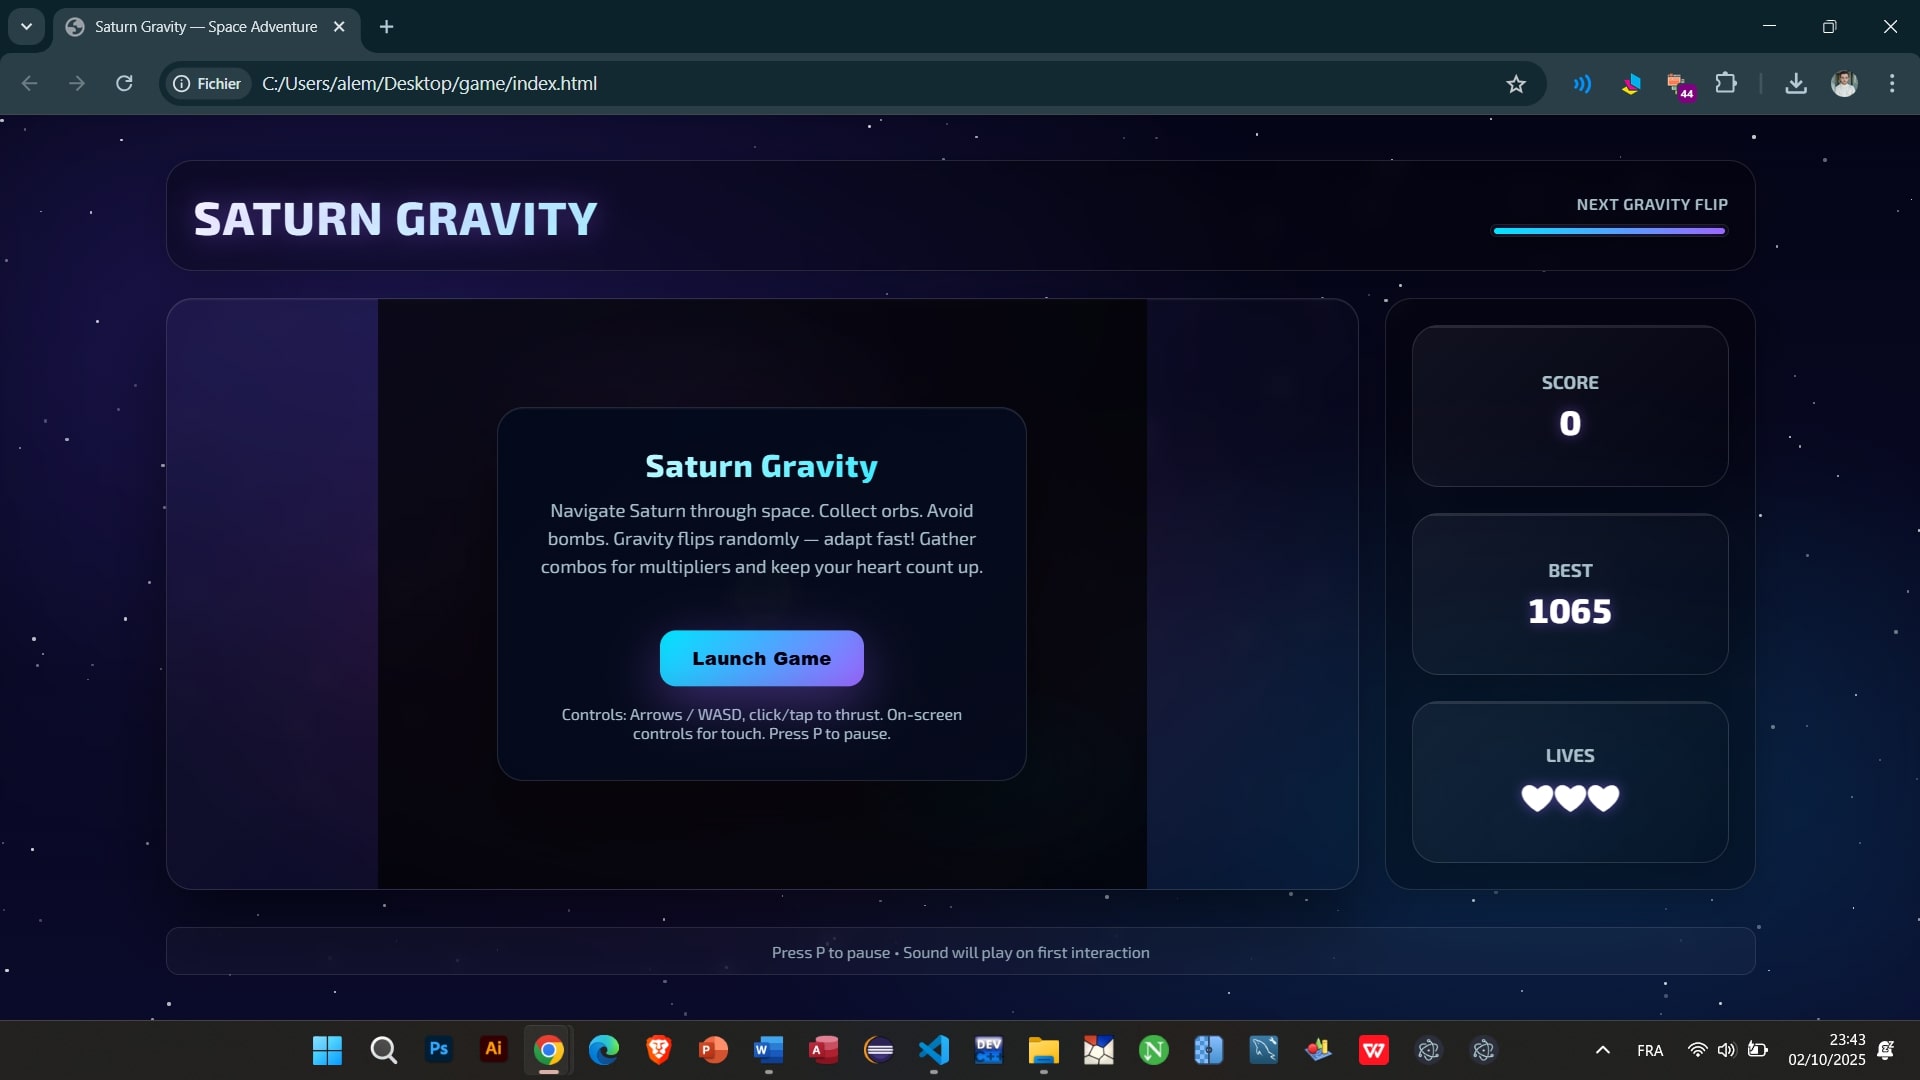 Saturn Gravity — Space Adventure
Fichier
C:/Users/alem/Desktop/game/index.html
44
SATURN GRAVITY
NEXT GRAVITY FLIP
Saturn Gravity
Navigate Saturn through space. Collect orbs. Avoid
bombs. Gravity flips randomly — adapt fast! Gather
combos for multipliers and keep your heart count up.
Launch Game
Controls: Arrows / WASD, click/tap to thrust. On-screen
controls for touch. Press P to pause.
SCORE
0
BEST
1065
LIVES
Press P to pause • Sound will play on first interaction
Ps
Ai
P
W
A
DEV
N
W
FRA
23:43
02/10/2025